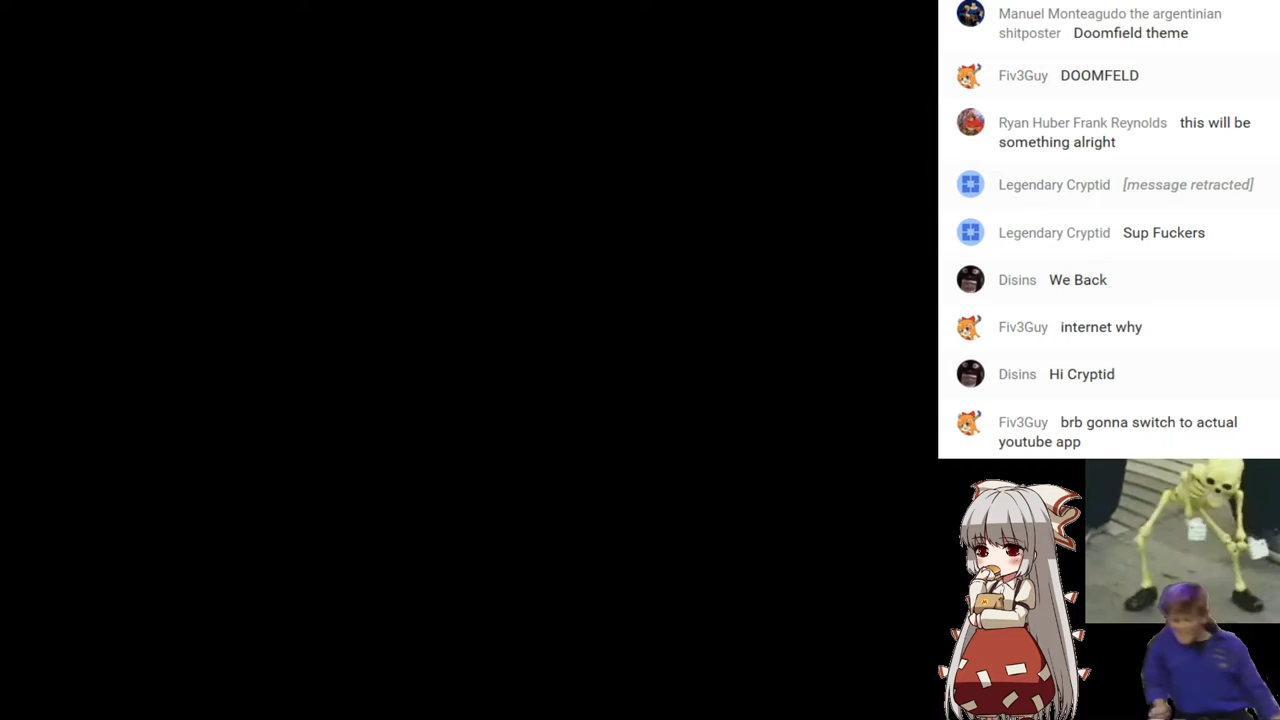 Manuel Monteagudo the argentinian
shitposter Doomfield theme
Fiv3Guy DOOMFELD
Ryan Huber Frank Reynolds this will be
something alright
Legendary Cryptid [message retracted]
Legendary Cryptid Sup Fuckers
Disins We Back
Fiv3Guy internet why
Disins Hi Cryptid
Fiv3Guy brb gonna switch to actual
youtube app